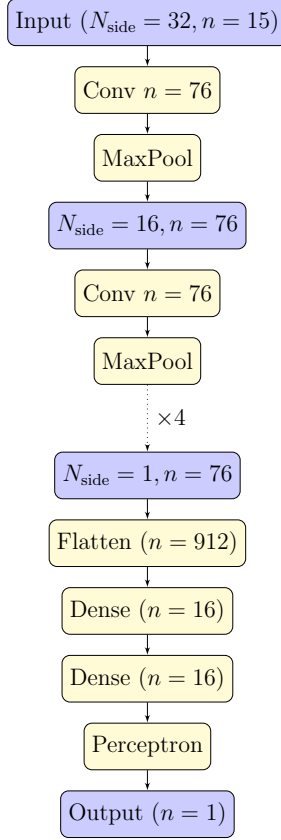 Input (N_side = 32, n = 15)
Conv n = 76
MaxPool
N_side = 16, n = 76
Conv n = 76
MaxPool
×4
N_side = 1, n = 76
Flatten (n = 912)
Dense (n = 16)
Dense (n = 16)
Perceptron
Output (n = 1)